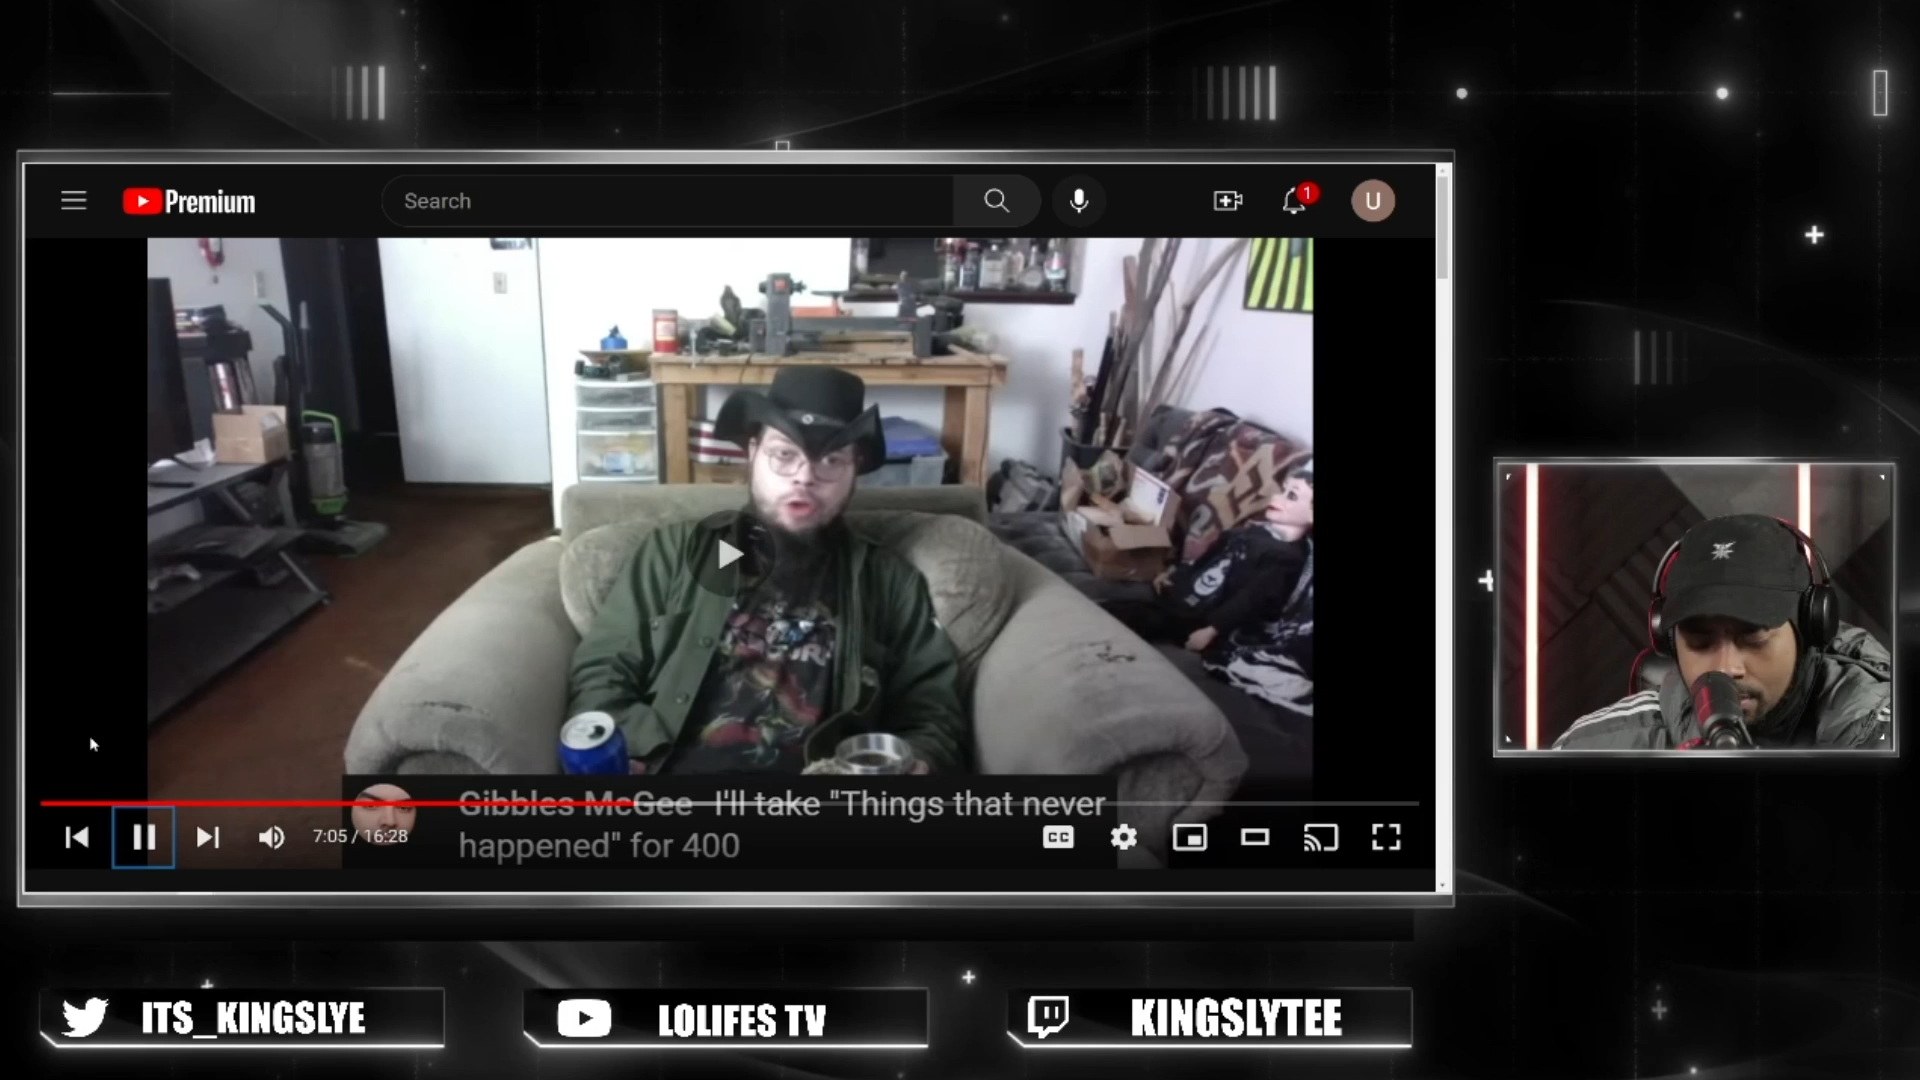 Premium
Search
1
U
Gibbles McGee I'll take "Things that never
happened" for 400
7:05 / 16:28
CC
ITS_KINGSLYE
LOLIFES TV
KINGSLYTEE